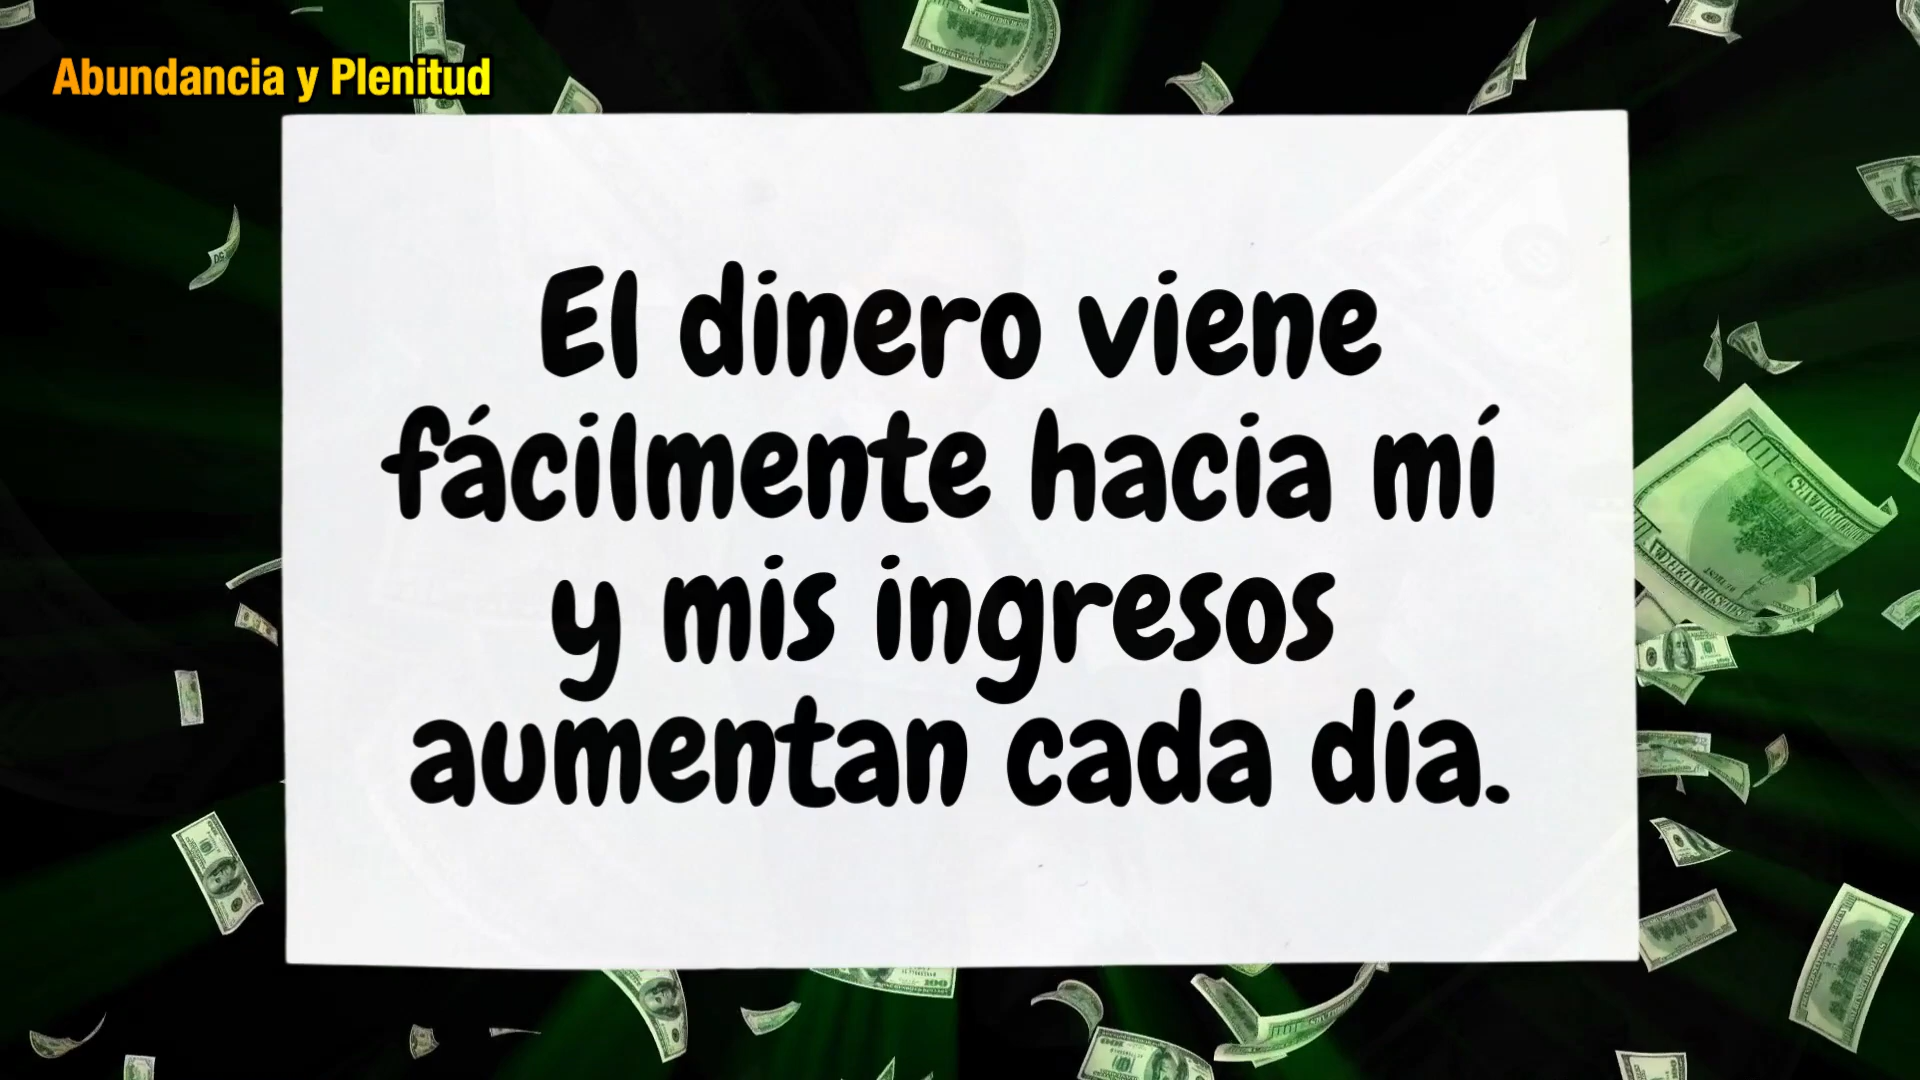 Abundancia y Plenitud
El dinero viene
fácilmente hacia mí
y mis ingresos
aumentan cada día.